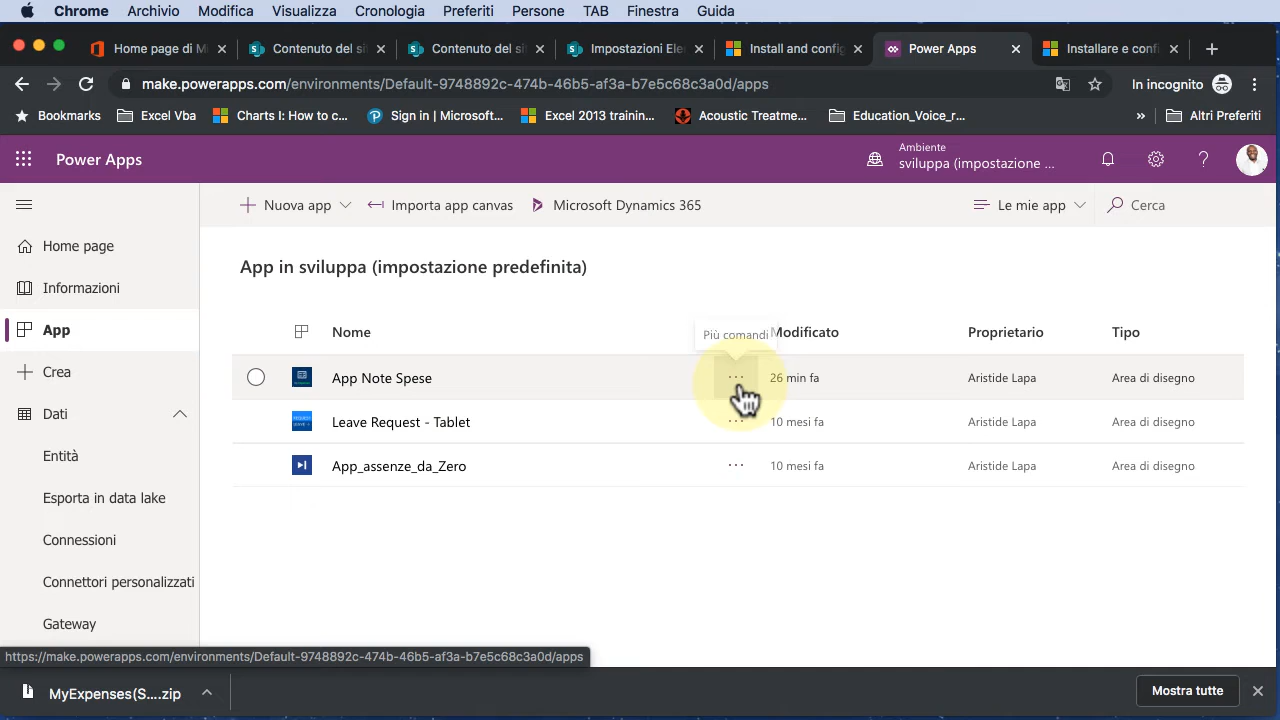 Chrome Archivio Modifica Visualizza Cronologia Preferiti Persone TAB Finestra Guida
Home page di Mi Contenuto del sit Contenuto del sit Impostazioni Ele Install and config Power Apps Installare e conf
make.powerapps.com/environments/Default-9748892c-474b-46b5-af3a-b7e5c68c3a0d/apps In incognito
Bookmarks Excel Vba Charts I: How to c... Sign in | Microsoft... Excel 2013 trainin... Acoustic Treatme... Education_Voice_r... » Altri Preferiti
Power Apps
Ambiente
sviluppa (impostazione ...
Nuova app Importa app canvas Microsoft Dynamics 365 Le mie app Cerca
Home page
Informazioni
App
Crea
Dati
Entità
Esporta in data lake
Connessioni
Connettori personalizzati
Gateway
App in sviluppa (impostazione predefinita)
Nome Modificato Proprietario Tipo
Più comandi
App Note Spese ... 26 min fa Aristide Lapa Area di disegno
Leave Request - Tablet ... 10 mesi fa Aristide Lapa Area di disegno
App_assenze_da_Zero ... 10 mesi fa Aristide Lapa Area di disegno
https://make.powerapps.com/environments/Default-9748892c-474b-46b5-af3a-b7e5c68c3a0d/apps
MyExpenses(S....zip Mostra tutte